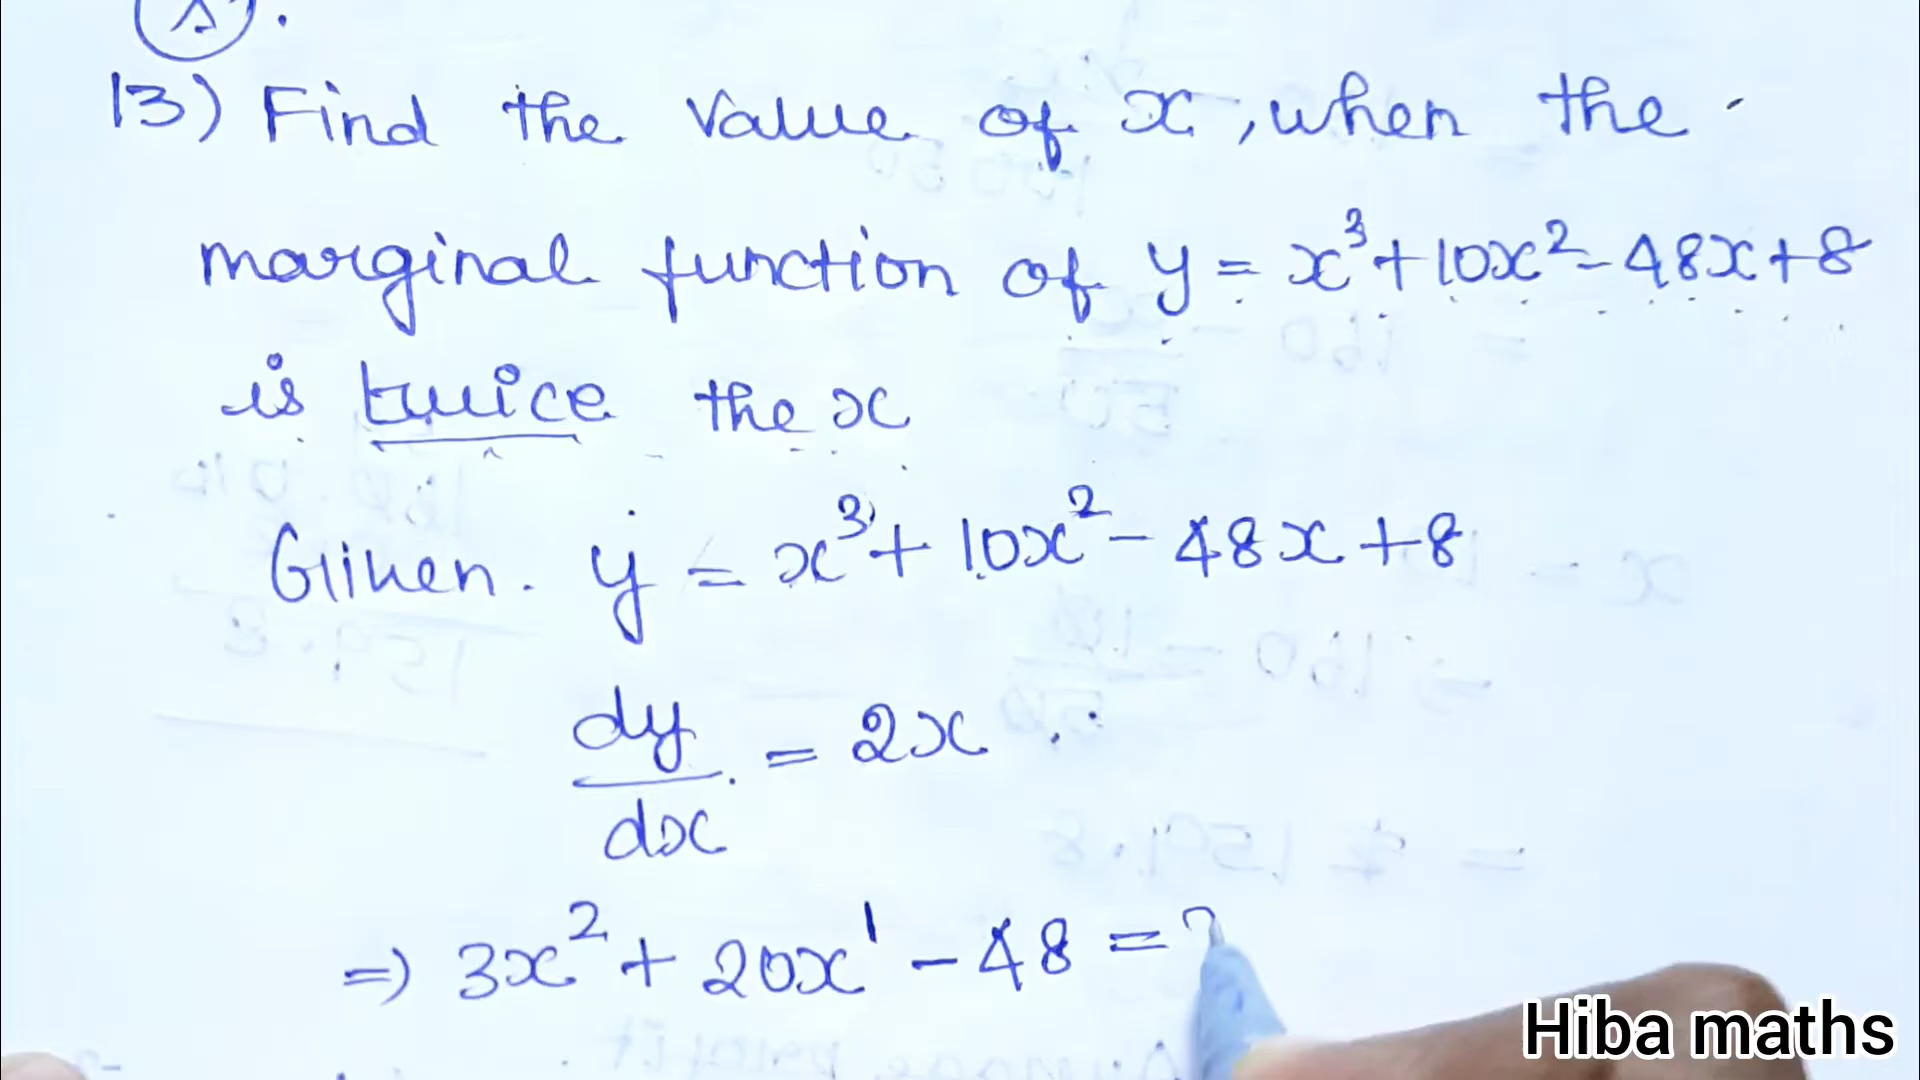 13) Find the value of x, when the
marginal function of y = x³ + 10x² - 48x + 8
is twice the x
Given. y = x³ + 10x² - 48x + 8
dy/dx = 2x
⇒ 3x² + 20x¹ - 48 =
Hiba maths